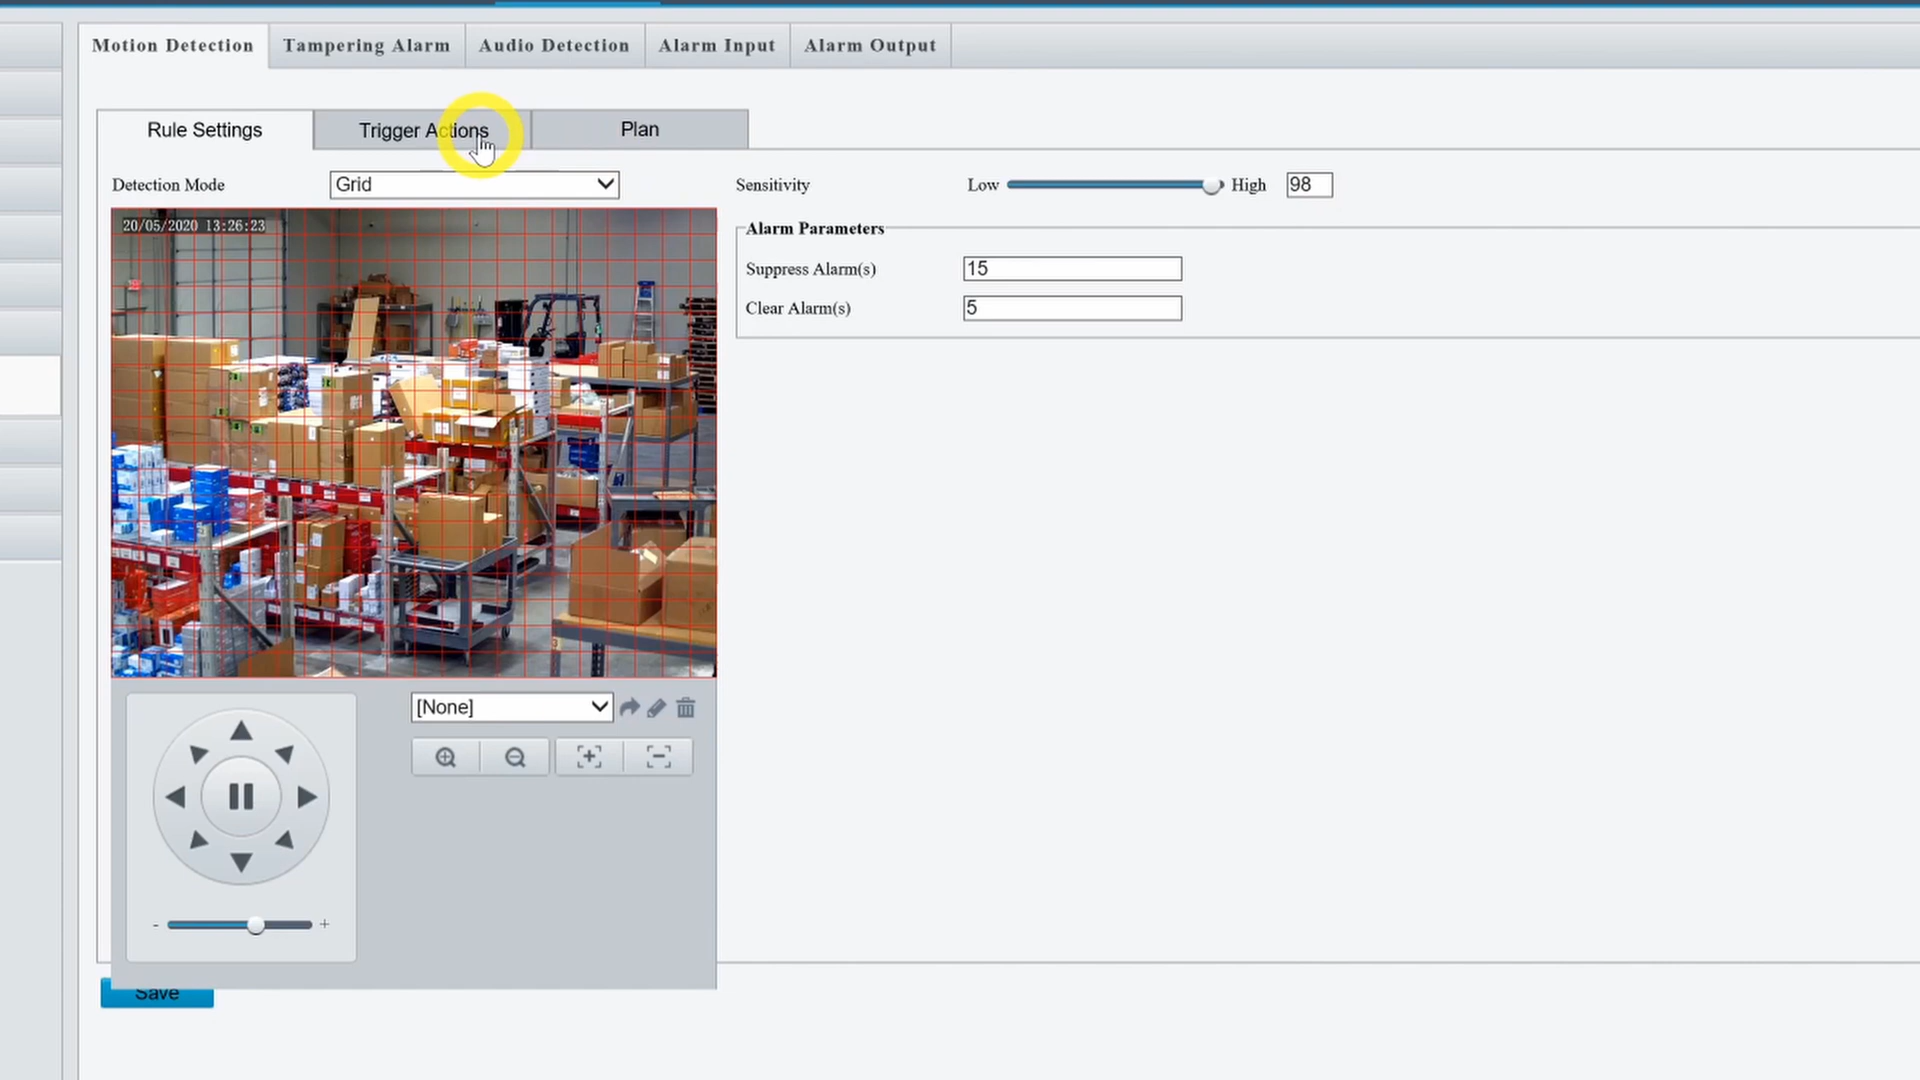 Motion Detection
Tampering Alarm
Audio Detection
Alarm Input
Alarm Output
Rule Settings
Trigger Actions
Plan
Detection Mode
Grid
Sensitivity
Low
High
98
20/05/2020 13:26:23
Alarm Parameters
Suppress Alarm(s)
15
Clear Alarm(s)
5
[None]
-
+
Save